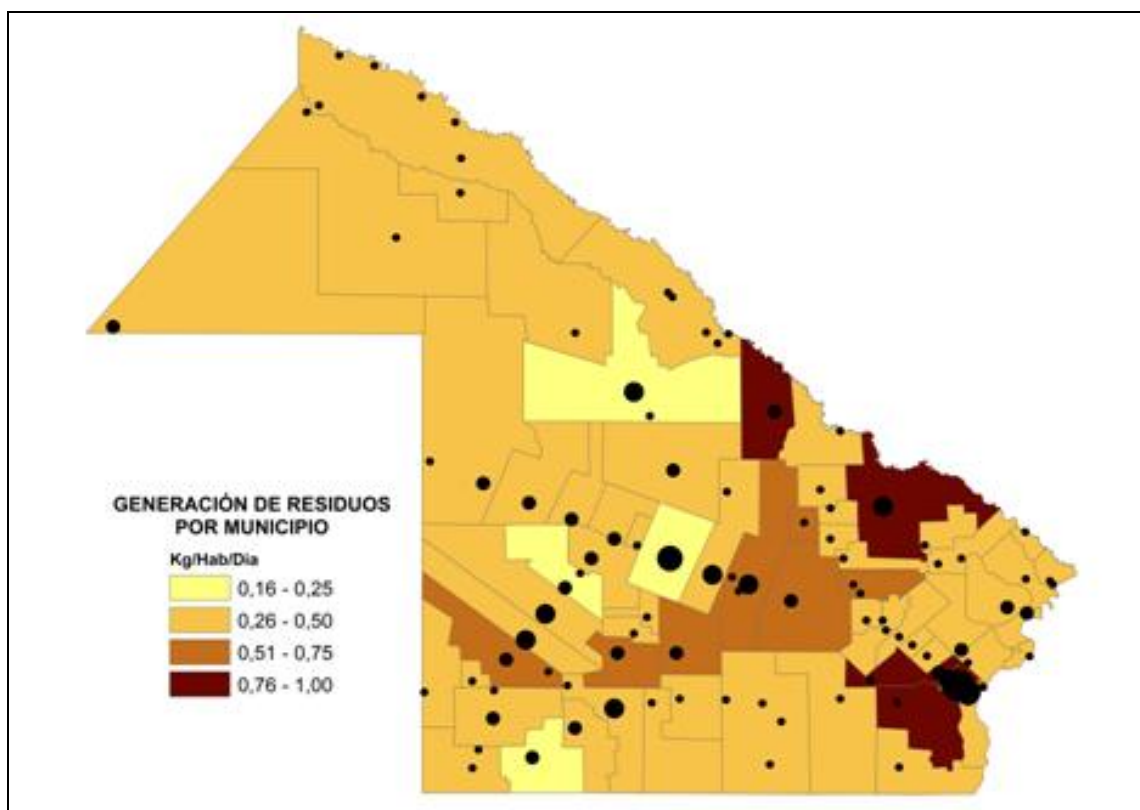 GENERACIÓN DE RESIDUOS
POR MUNICIPIO
Kg/Hab/Dia
0,16 - 0,25
0,26 - 0,50
0,51 - 0,75
0,76 - 1,00